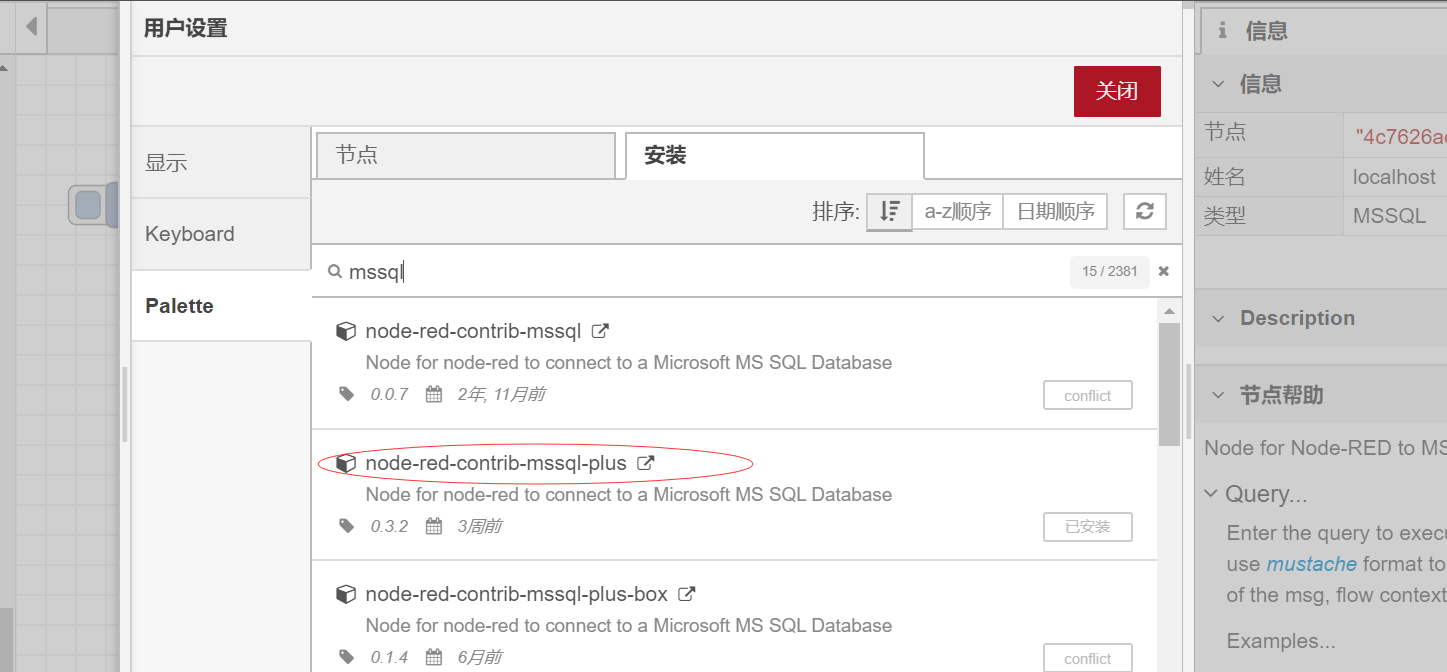 用户设置
关闭
显示
Keyboard
Palette
节点
安装
排序:
a-z顺序
日期顺序
mssql
15 / 2381
node-red-contrib-mssql
Node for node-red to connect to a Microsoft MS SQL Database
0.0.7 2年, 11月前
conflict
node-red-contrib-mssql-plus
Node for node-red to connect to a Microsoft MS SQL Database
0.3.2 3周前
已安装
node-red-contrib-mssql-plus-box
Node for node-red to connect to a Microsoft MS SQL Database
0.1.4 6月前
conflict
信息
信息
节点 "4c7626a
姓名 localhost
类型 MSSQL
Description
节点帮助
Node for Node-RED to MS
Query...
Enter the query to exec
use mustache format to
of the msg, flow context
Examples...